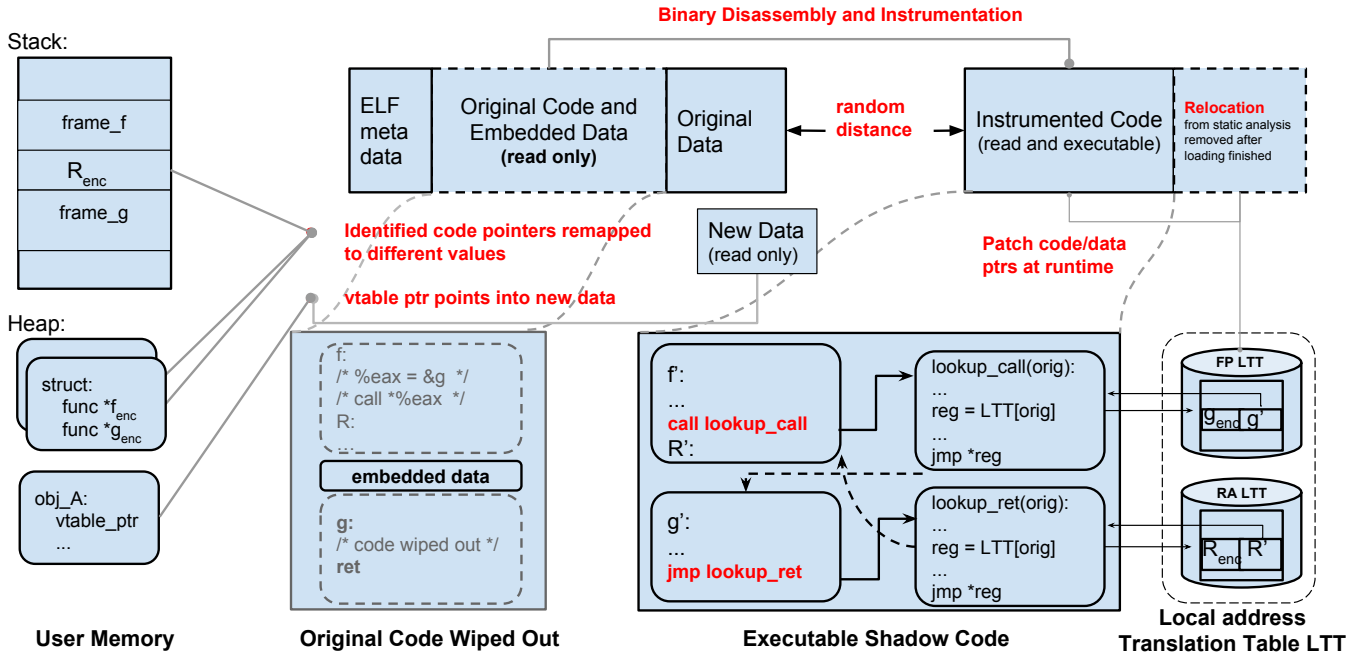 Binary Disassembly and Instrumentation
Stack:
frame_f
Renc
frame_g
ELF
meta
data
Original Code and
Embedded Data
(read only)
Original
Data
random
distance
Instrumented Code
(read and executable)
Relocation
from static analysis
removed after
loading finished
Identified code pointers remapped
to different values
vtable ptr points into new data
New Data
(read only)
Patch code/data
ptrs at runtime
Heap:
struct:
func *fenc
func *genc
obj_A:
vtable_ptr
...
f:
/* %eax = &g */
/* call *%eax */
R:
...
embedded data
g:
/* code wiped out */
ret
f’:
...
call lookup_call
R’:
g’:
...
jmp lookup_ret
lookup_call(orig):
...
reg = LTT[orig]
...
jmp *reg
lookup_ret(orig):
...
reg = LTT[orig]
...
jmp *reg
FP LTT
genc g’
RA LTT
Renc R’
User Memory
Original Code Wiped Out
Executable Shadow Code
Local address
Translation Table LTT